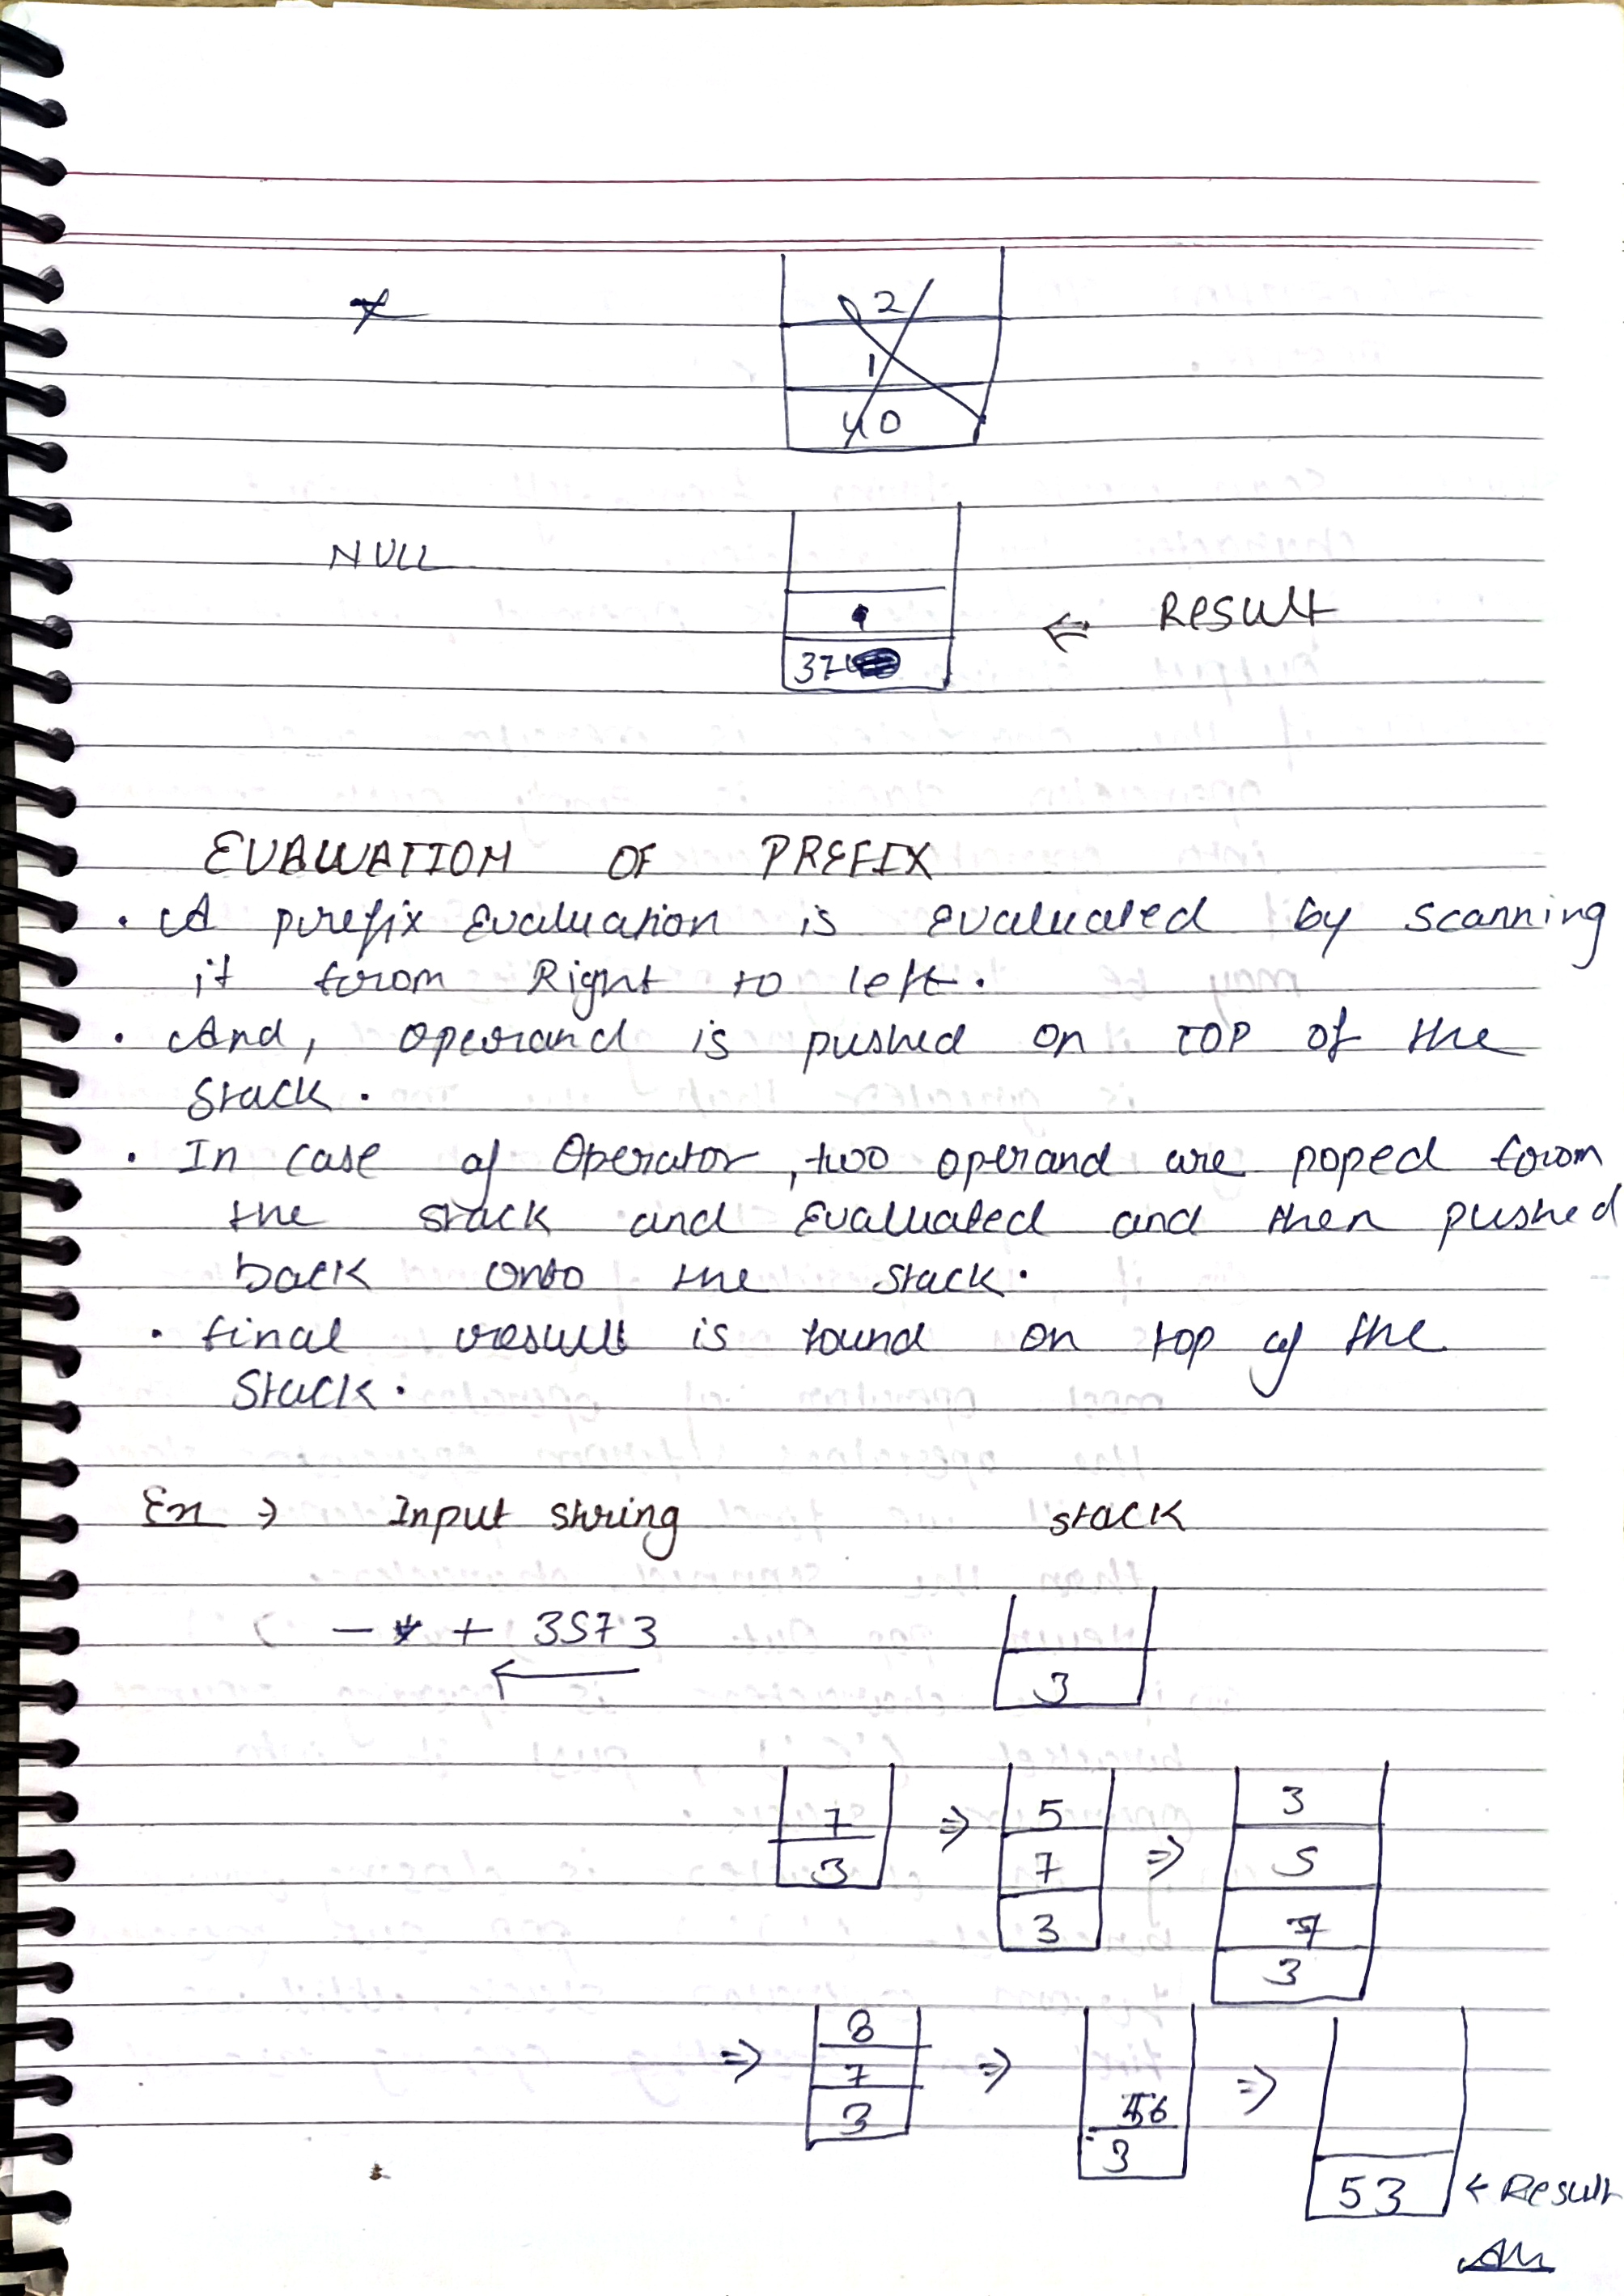 *
2
1
40
NULL
37
⇐ Result
EVALUATION OF PREFIX
• A prefix Evaluation is evaluated by scanning
it from Right to left.
• And, operand is pushed on TOP of the
stack.
• In case of Operator, two operand are poped from
the stack and Evaluated and then pushed
back onto the stack.
• final result is found on top of the
Stack.
Ex → Input string stack
- * + 3573
3
7 ⇒ 5 ⇒ 3
3 7 5
3 7
3
⇒ 8 ⇒ 56 ⇒
7 3
3
53 ← Result
Ans